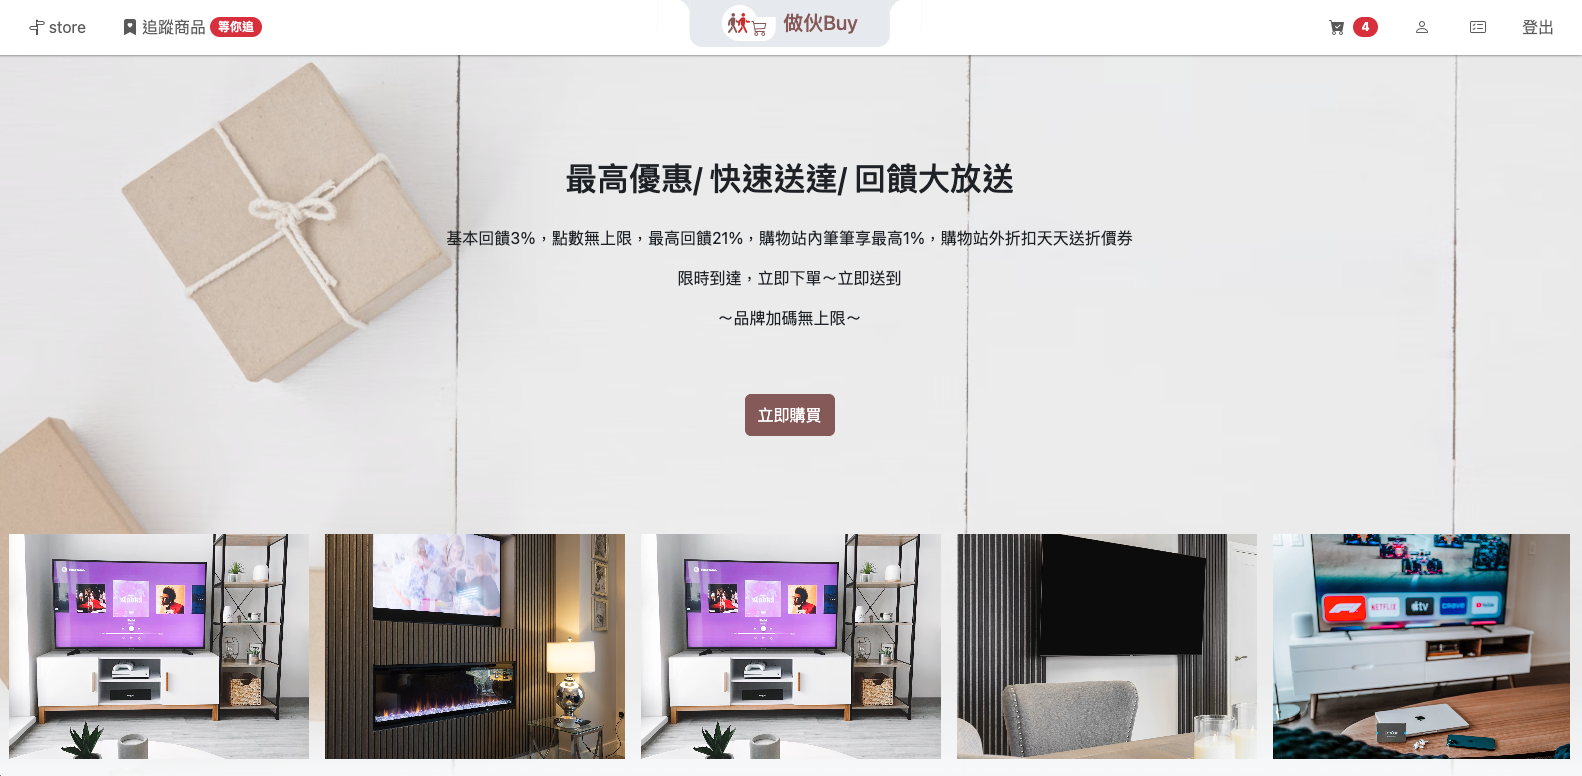 store
追蹤商品 等你追
做伙Buy
4
登出
最高優惠/ 快速送達/ 回饋大放送
基本回饋3%，點數無上限，最高回饋21%，購物站內筆筆享最高1%，購物站外折扣天天送折價券
限時到達，立即下單～立即送到
～品牌加碼無上限～
立即購買
NETFLIX
tv
CRAVE